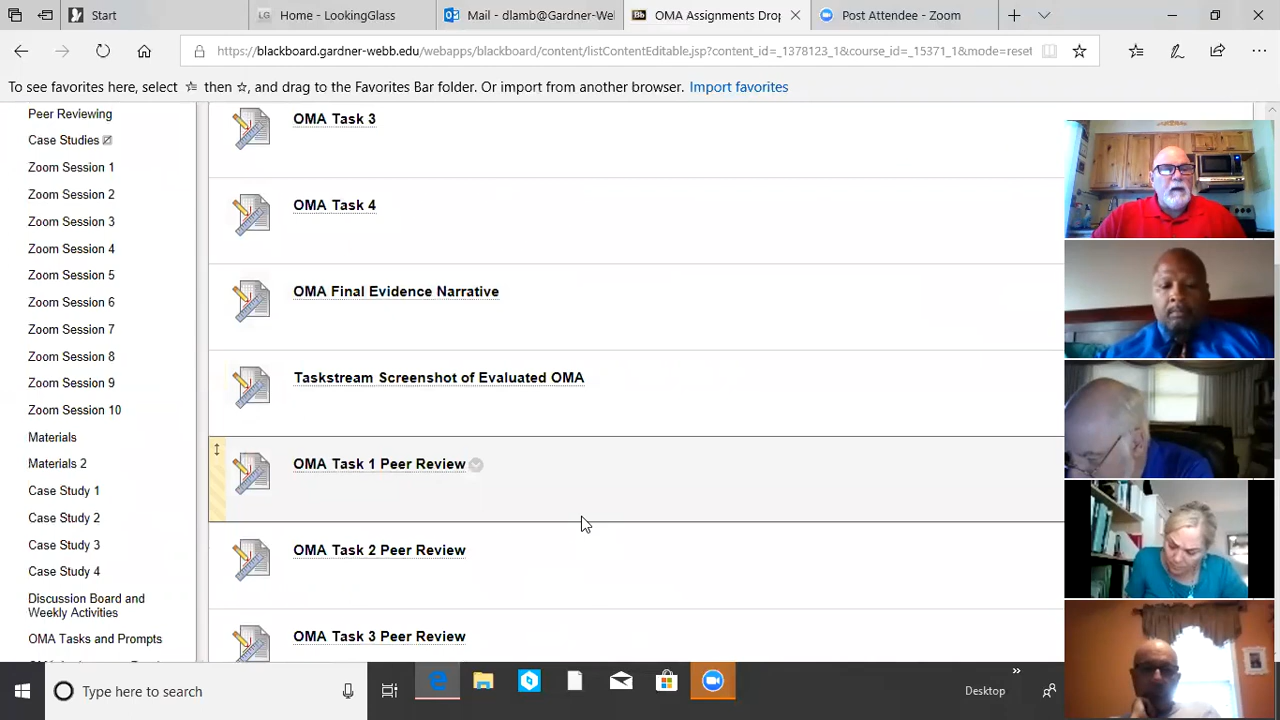 Start
LG Home - LookingGlass
Mail - dlamb@Gardner-Wel
Bb OMA Assignments Drop
Post Attendee - Zoom
https://blackboard.gardner-webb.edu/webapps/blackboard/content/listContentEditable.jsp?content_id=_1378123_1&course_id=_15371_1&mode=reset
To see favorites here, select ☆ then ☆, and drag to the Favorites Bar folder. Or import from another browser. Import favorites
Peer Reviewing
Case Studies
Zoom Session 1
Zoom Session 2
Zoom Session 3
Zoom Session 4
Zoom Session 5
Zoom Session 6
Zoom Session 7
Zoom Session 8
Zoom Session 9
Zoom Session 10
Materials
Materials 2
Case Study 1
Case Study 2
Case Study 3
Case Study 4
Discussion Board and
Weekly Activities
OMA Tasks and Prompts
OMA Task 3
OMA Task 4
OMA Final Evidence Narrative
Taskstream Screenshot of Evaluated OMA
OMA Task 1 Peer Review
OMA Task 2 Peer Review
OMA Task 3 Peer Review
Type here to search
Desktop